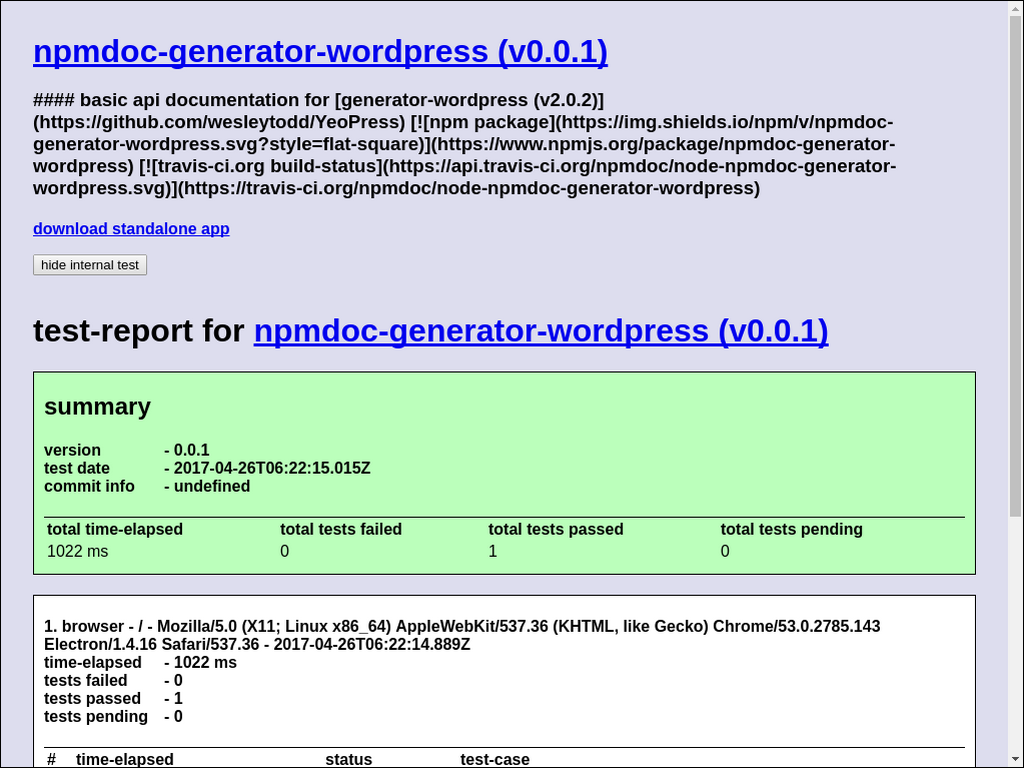 npmdoc-generator-wordpress (v0.0.1)
#### basic api documentation for [generator-wordpress (v2.0.2)]
(https://github.com/wesleytodd/YeoPress) [![npm package](https://img.shields.io/npm/v/npmdoc-
generator-wordpress.svg?style=flat-square)](https://www.npmjs.org/package/npmdoc-generator-
wordpress) [![travis-ci.org build-status](https://api.travis-ci.org/npmdoc/node-npmdoc-generator-
wordpress.svg)](https://travis-ci.org/npmdoc/node-npmdoc-generator-wordpress)
download standalone app
hide internal test
test-report for npmdoc-generator-wordpress (v0.0.1)
summary
version - 0.0.1
test date - 2017-04-26T06:22:15.015Z
commit info - undefined
total time-elapsed total tests failed total tests passed total tests pending
1022 ms 0 1 0
1. browser - / - Mozilla/5.0 (X11; Linux x86_64) AppleWebKit/537.36 (KHTML, like Gecko) Chrome/53.0.2785.143
Electron/1.4.16 Safari/537.36 - 2017-04-26T06:22:14.889Z
time-elapsed - 1022 ms
tests failed - 0
tests passed - 1
tests pending - 0
# time-elapsed status test-case